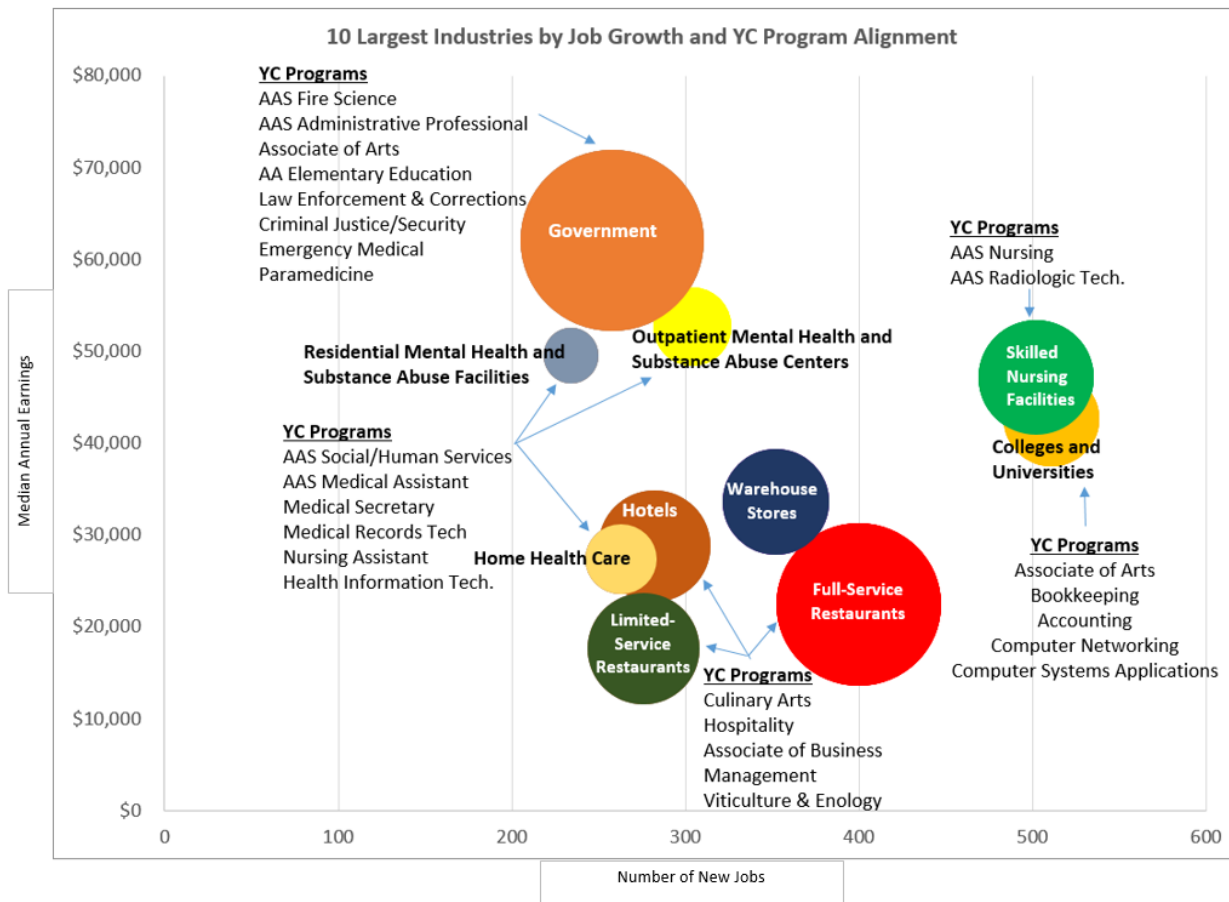 10 Largest Industries by Job Growth and YC Program Alignment
$80,000
$70,000
$60,000
$50,000
$40,000
$30,000
$20,000
$10,000
$0
Median Annual Earnings
YC Programs
AAS Fire Science
AAS Administrative Professional
Associate of Arts
AA Elementary Education
Law Enforcement & Corrections
Criminal Justice/Security
Emergency Medical
Paramedicine
Government
YC Programs
AAS Nursing
AAS Radiologic Tech.
Residential Mental Health and
Substance Abuse Facilities
Outpatient Mental Health and
Substance Abuse Centers
Skilled
Nursing
Facilities
Colleges and
Universities
YC Programs
AAS Social/Human Services
AAS Medical Assistant
Medical Secretary
Medical Records Tech
Nursing Assistant
Health Information Tech.
Warehouse
Stores
Hotels
Home Health Care
Full-Service
Restaurants
Limited-
Service
Restaurants
YC Programs
Associate of Arts
Bookkeeping
Accounting
Computer Networking
Computer Systems Applications
YC Programs
Culinary Arts
Hospitality
Associate of Business
Management
Viticulture & Enology
0
100
200
300
400
500
600
Number of New Jobs